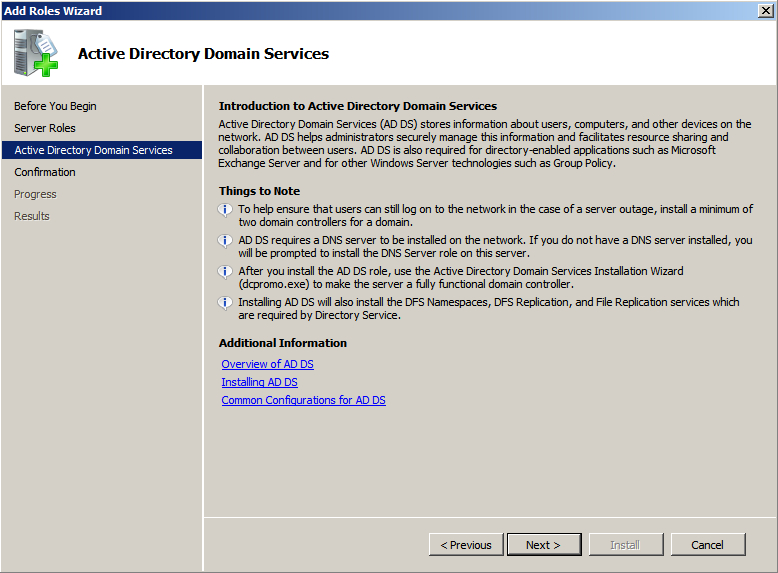 Add Roles Wizard
Active Directory Domain Services
Before You Begin
Server Roles
Active Directory Domain Services
Confirmation
Progress
Results
Introduction to Active Directory Domain Services
Active Directory Domain Services (AD DS) stores information about users, computers, and other devices on the
network. AD DS helps administrators securely manage this information and facilitates resource sharing and
collaboration between users. AD DS is also required for directory-enabled applications such as Microsoft
Exchange Server and for other Windows Server technologies such as Group Policy.
Things to Note
To help ensure that users can still log on to the network in the case of a server outage, install a minimum of
two domain controllers for a domain.
AD DS requires a DNS server to be installed on the network. If you do not have a DNS server installed, you
will be prompted to install the DNS Server role on this server.
After you install the AD DS role, use the Active Directory Domain Services Installation Wizard
(dcpromo.exe) to make the server a fully functional domain controller.
Installing AD DS will also install the DFS Namespaces, DFS Replication, and File Replication services which
are required by Directory Service.
Additional Information
Overview of AD DS
Installing AD DS
Common Configurations for AD DS
< Previous
Next >
Install
Cancel